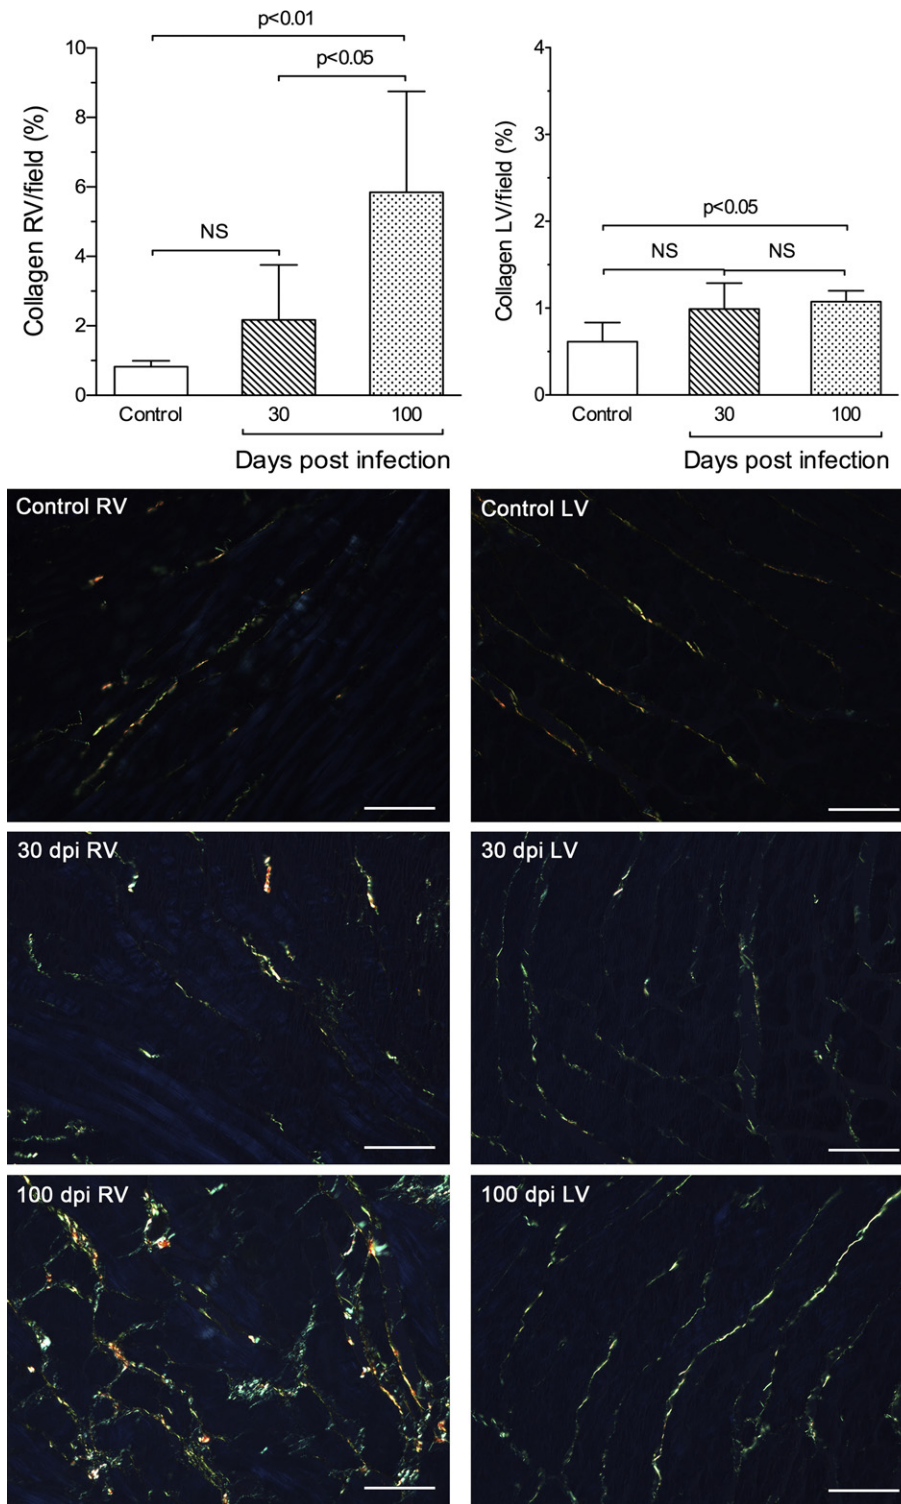 p<0.01
p<0.05
NS
Collagen RV/field (%)
10
8
6
4
2
0
Control
30
100
Days post infection
p<0.05
NS
NS
Collagen LV/field (%)
4
3
2
1
0
Control
30
100
Days post infection
Control RV
Control LV
30 dpi RV
30 dpi LV
100 dpi RV
100 dpi LV